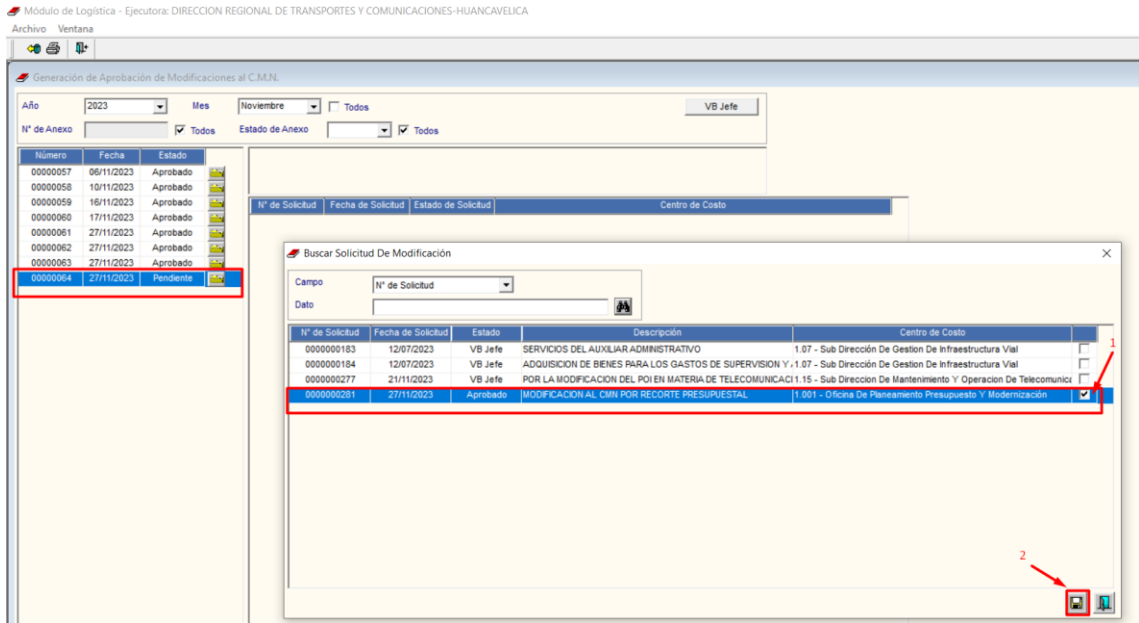 Módulo de Logística - Ejecutora: DIRECCION REGIONAL DE TRANSPORTES Y COMUNICACIONES-HUANCAVELICA
Archivo Ventana
Generación de Aprobación de Modificaciones al C.M.N.
Año 2023 Mes Noviembre Todos VB Jefe
N° de Anexo Todos Estado de Anexo Todos
Número Fecha Estado
00000057 06/11/2023 Aprobado
00000058 10/11/2023 Aprobado
00000059 16/11/2023 Aprobado
00000060 17/11/2023 Aprobado
00000061 27/11/2023 Aprobado
00000062 27/11/2023 Aprobado
00000063 27/11/2023 Aprobado
00000064 27/11/2023 Pendiente
N° de Solicitud Fecha de Solicitud Estado de Solicitud Centro de Costo
Buscar Solicitud De Modificación
Campo N° de Solicitud
Dato
N° de Solicitud Fecha de Solicitud Estado Descripción Centro de Costo
0000000183 12/07/2023 VB Jefe SERVICIOS DEL AUXILIAR ADMINISTRATIVO 1.07 - Sub Dirección De Gestion De Infraestructura Vial
0000000184 12/07/2023 VB Jefe ADQUISICION DE BIENES PARA LOS GASTOS DE SUPERVISION Y 1.07 - Sub Dirección De Gestion De Infraestructura Vial
0000000277 21/11/2023 VB Jefe POR LA MODIFICACION DEL POI EN MATERIA DE TELECOMUNICACI 1.15 - Sub Direccion De Mantenimiento Y Operacion De Telecomunica
0000000281 27/11/2023 Aprobado MODIFICACION AL CMN POR RECORTE PRESUPUESTAL 1.001 - Oficina De Planeamiento Presupuesto Y Modernización
1
2